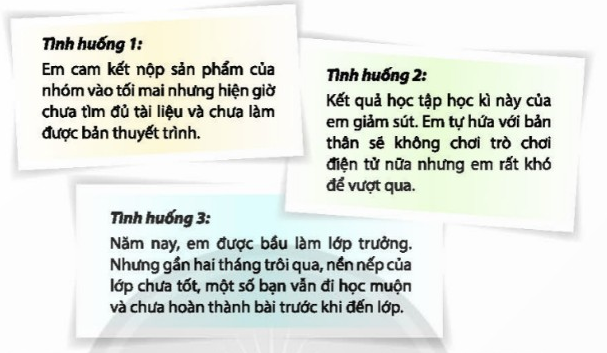 Tình huống 1:
Em cam kết nộp sản phẩm của
nhóm vào tối mai nhưng hiện giờ
chưa tìm đủ tài liệu và chưa làm
được bản thuyết trình.
Tình huống 2:
Kết quả học tập học kì này của
em giảm sút. Em tự hứa với bản
thân sẽ không chơi trò chơi
điện tử nữa nhưng em rất khó
để vượt qua.
Tình huống 3:
Năm nay, em được bầu làm lớp trưởng.
Nhưng gần hai tháng trôi qua, nền nếp của
lớp chưa tốt, một số bạn vẫn đi học muộn
và chưa hoàn thành bài trước khi đến lớp.